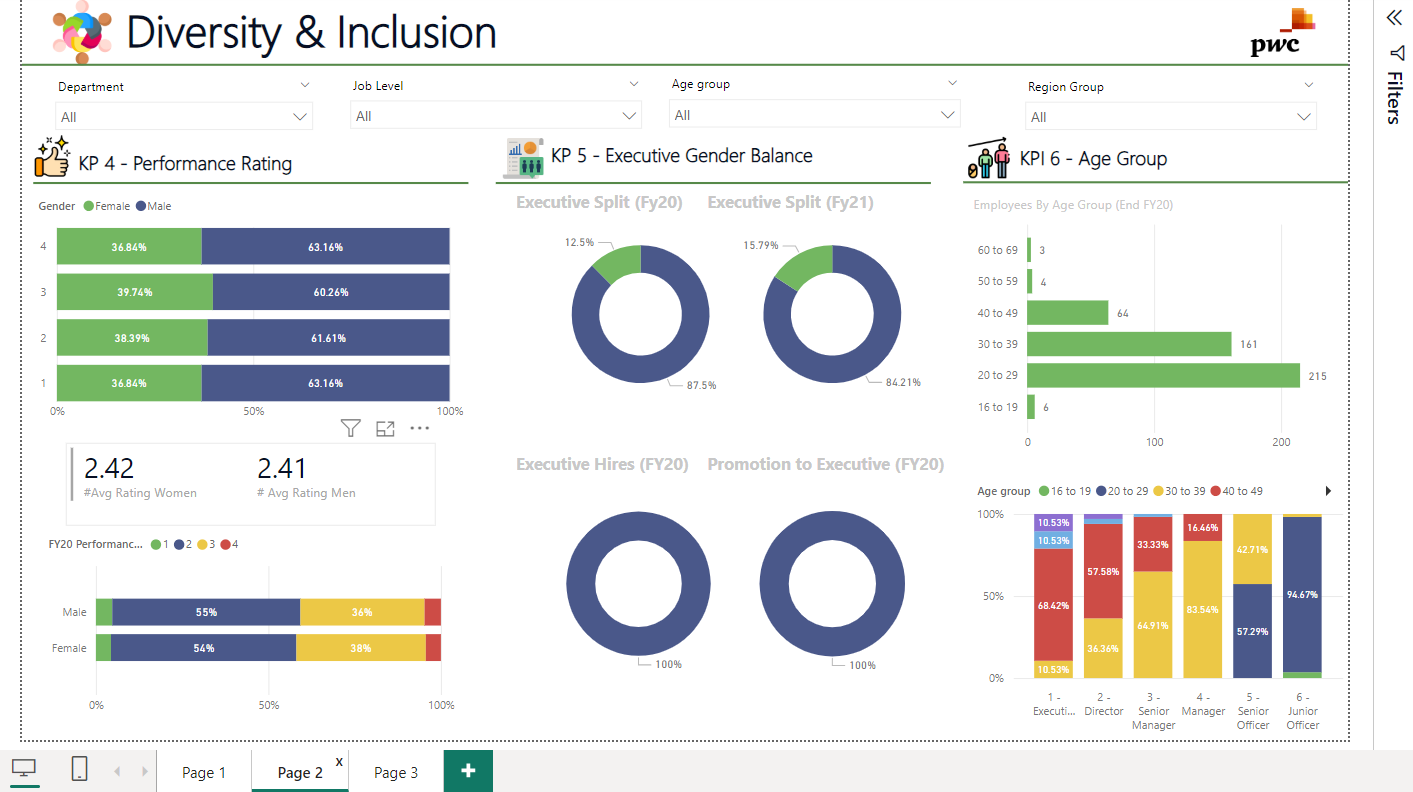 Diversity & Inclusion
pwc
Filters
Department
All
Job Level
All
Age group
All
Region Group
All
KP 4 - Performance Rating
Gender Female Male
4 36.84% 63.16%
3 39.74% 60.26%
2 38.39% 61.61%
1 36.84% 63.16%
0% 50% 100%
2.42
#Avg Rating Women
2.41
# Avg Rating Men
FY20 Performanc... 1 2 3 4
Male 55% 36%
Female 54% 38%
0% 50% 100%
KP 5 - Executive Gender Balance
Executive Split (Fy20)
12.5%
87.5%
Executive Split (Fy21)
15.79%
84.21%
Executive Hires (FY20)
100%
Promotion to Executive (FY20)
100%
KPI 6 - Age Group
Employees By Age Group (End FY20)
60 to 69 3
50 to 59 4
40 to 49 64
30 to 39 161
20 to 29 215
16 to 19 6
0 100 200
Age group 16 to 19 20 to 29 30 to 39 40 to 49
100%
50%
0%
10.53%
10.53%
68.42%
10.53%
57.58%
36.36%
33.33%
64.91%
16.46%
83.54%
42.71%
57.29%
94.67%
1 -
Executi...
2 -
Director
3 -
Senior
Manager
4 -
Manager
5 -
Senior
Officer
6 -
Junior
Officer
Page 1
Page 2 x
Page 3
+